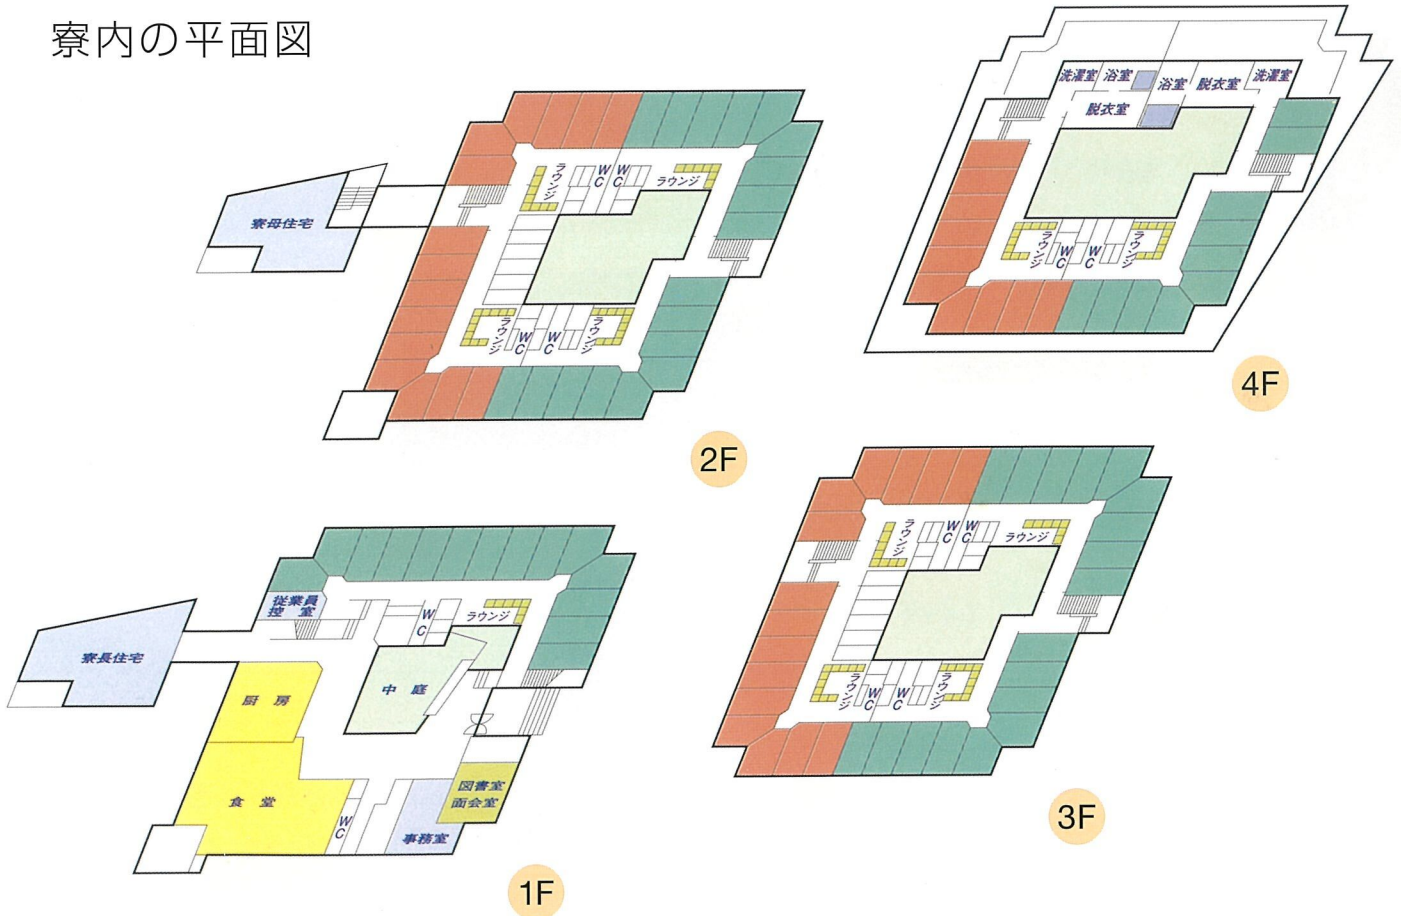 寮内の平面図
洗濯室
浴室
浴室
脱衣室
洗濯室
脱衣室
ラウンジ
WC
WC
ラウンジ
4F
ラウンジ
WC
WC
ラウンジ
寮母住宅
ラウンジ
WC
WC
ラウンジ
2F
ラウンジ
WC
WC
ラウンジ
ラウンジ
WC
WC
ラウンジ
3F
従業員
控室
WC
ラウンジ
寮長住宅
中庭
厨房
食堂
WC
図書室
面会室
事務室
1F